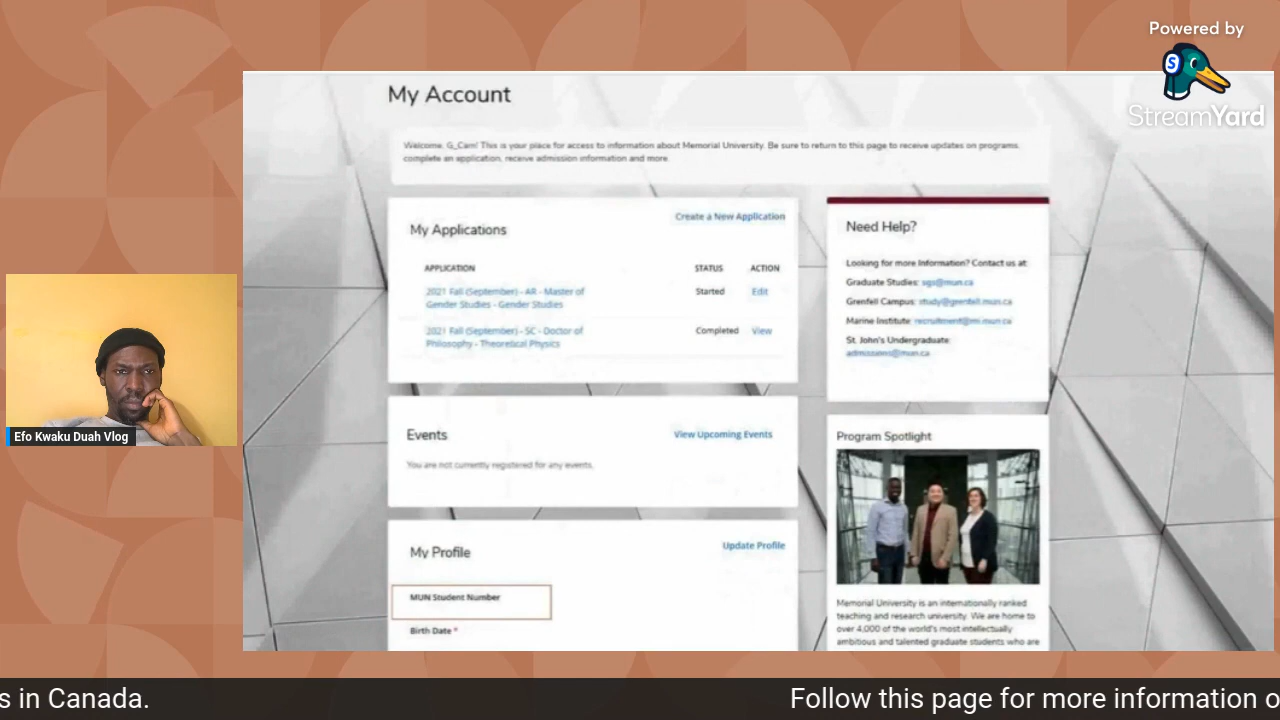 Powered by
StreamYard
My Account
Welcome, G_Cam! This is your place for access to information about Memorial University. Be sure to return to this page to receive updates on programs,
complete an application, receive admission information and more.
My Applications
Create a New Application
APPLICATION STATUS ACTION
2021 Fall (September) - AR - Master of
Gender Studies - Gender Studies
Started Edit
2021 Fall (September) - SC - Doctor of
Philosophy - Theoretical Physics
Completed View
Need Help?
Looking for more Information? Contact us at:
Graduate Studies: sgs@mun.ca
Grenfell Campus: study@grenfell.mun.ca
Marine Institute: recruitment@mi.mun.ca
St. John's Undergraduate:
admissions@mun.ca
Events
View Upcoming Events
You are not currently registered for any events.
My Profile
Update Profile
MUN Student Number
Birth Date *
Program Spotlight
Memorial University is an internationally ranked
teaching and research university. We are home to
over 4,000 of the world's most intellectually
ambitious and talented graduate students who are
Efo Kwaku Duah Vlog
s in Canada.
Follow this page for more information o